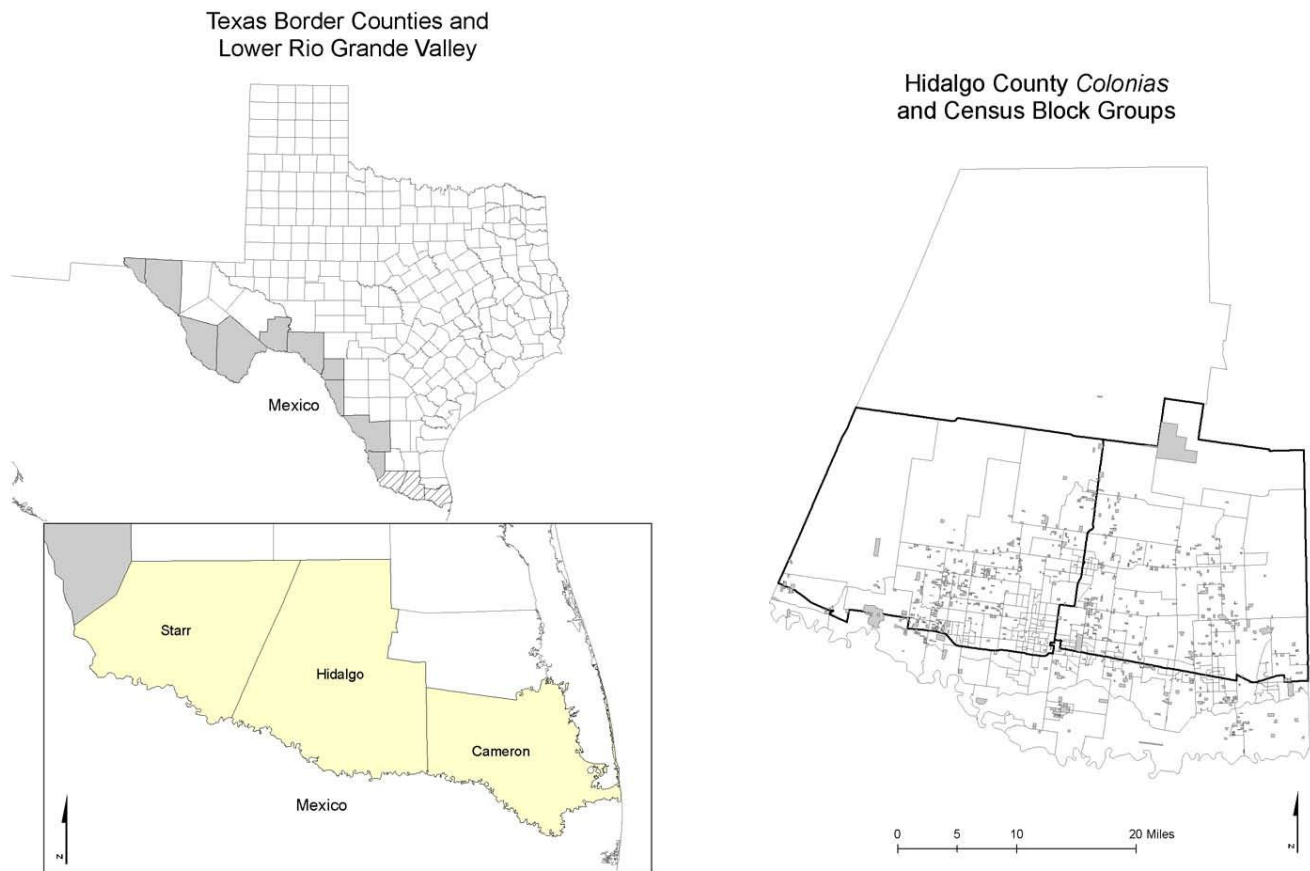 Texas Border Counties and
Lower Rio Grande Valley
Mexico
Starr
Hidalgo
Cameron
Mexico
N
Hidalgo County Colonias
and Census Block Groups
0 5 10 20 Miles
N